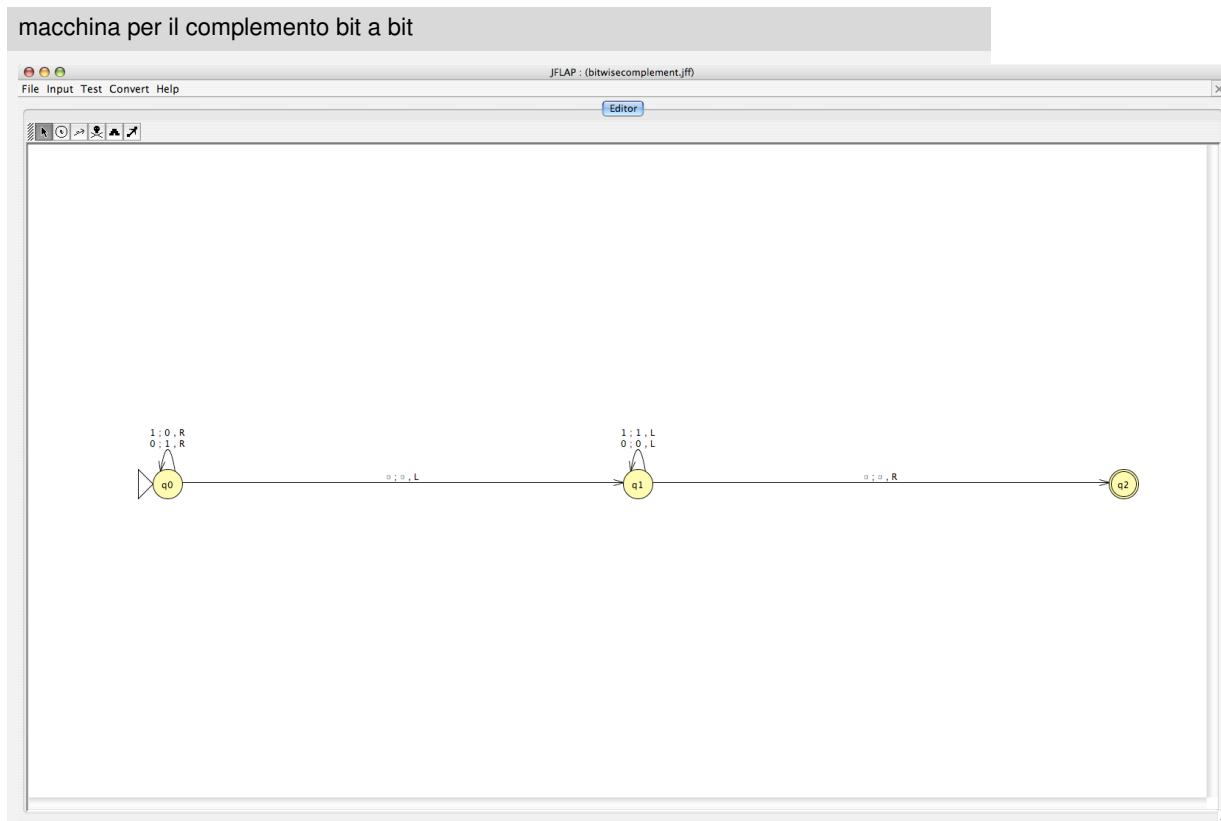 macchina per il complemento bit a bit
JFLAP : (bitwisecomplement.jff)
File Input Test Convert Help
Editor
1 ; 0 , R
0 ; 1 , R
1 ; 1 , L
0 ; 0 , L
□ ; □ , L
□ ; □ , R
q0
q1
q2